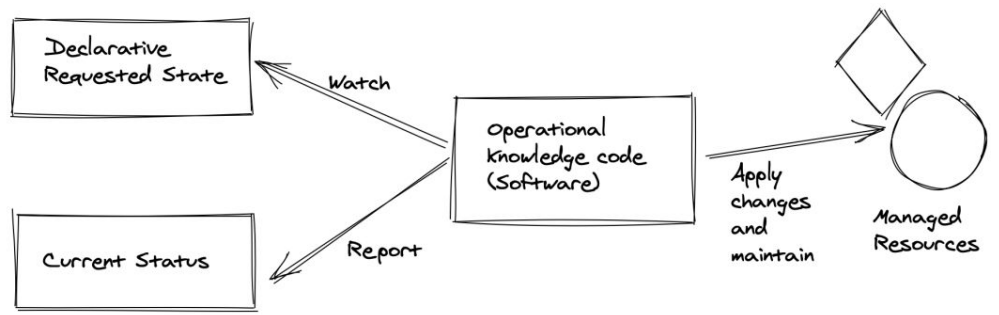 Declarative
Requested State
Watch
Operational
Knowledge code
(Software)
Apply
changes
and
maintain
Managed
Resources
Current Status
Report